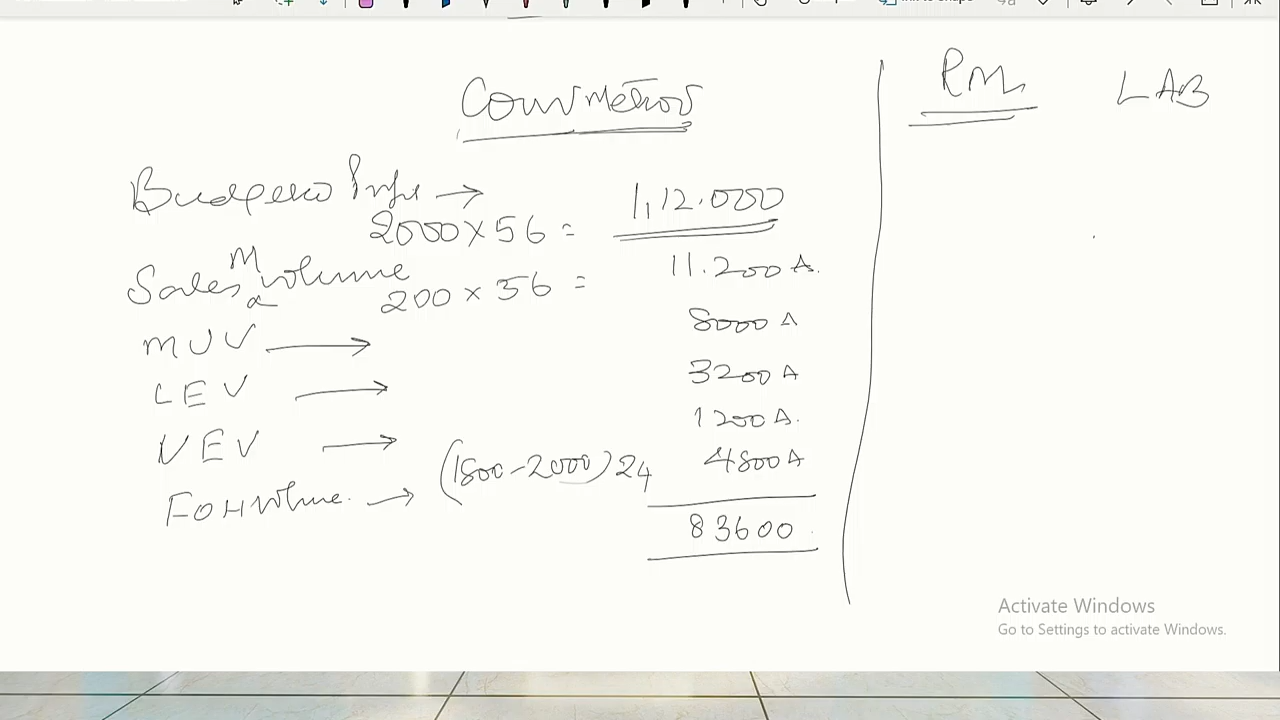 RM LAB
Budgeted Profit → 1,12,000
2000 × 56 =
Sales M volume 11.200 A.
200 × 56 =
MUV → 8000 A
LEV → 3200 A
VEV → 1200 A.
FOH volume → (1800 - 2000) 24 4800 A
83600
Activate Windows
Go to Settings to activate Windows.